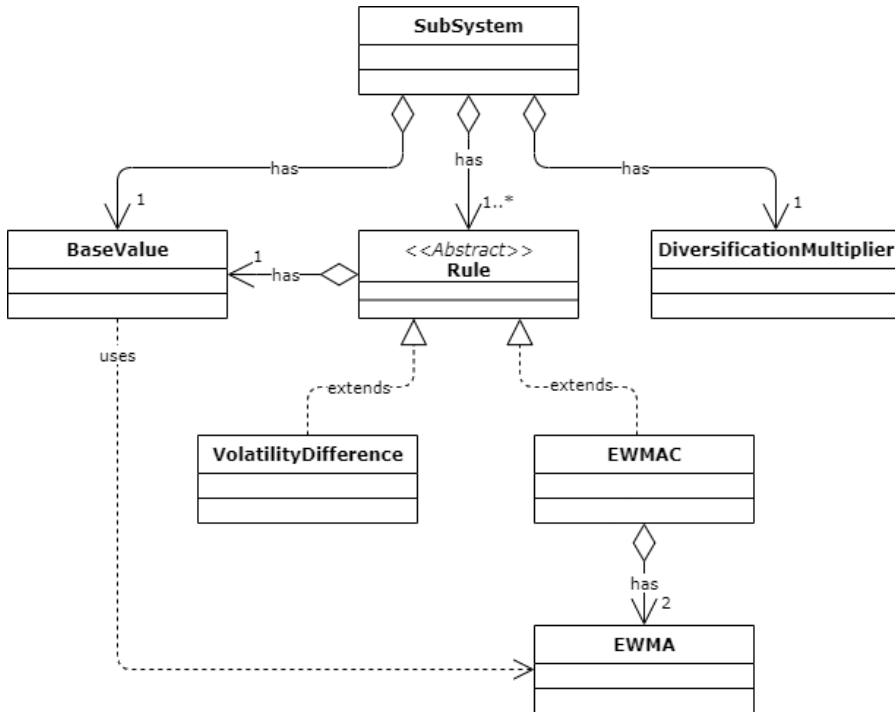 SubSystem
has
has
has
1
1..*
1
BaseValue
<<Abstract>>
Rule
DiversificationMultiplier
1
has
uses
extends
extends
VolatilityDifference
EWMAC
has
2
EWMA